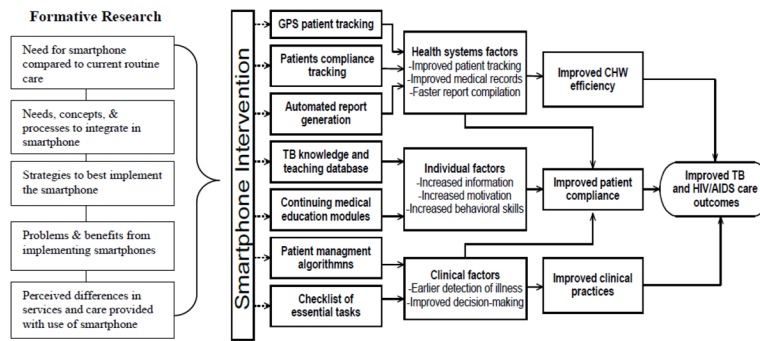 Formative Research
Need for smartphone
compared to current routine
care
Needs, concepts, &
processes to integrate in
smartphone
Strategies to best implement
the smartphone
Problems & benefits from
implementing smartphones
Perceived differences in
services and care provided
with use of smartphone
Smartphone Intervention
GPS patient tracking
Patients compliance
tracking
Automated report
generation
TB knowledge and
teaching database
Continuing medical
education modules
Patient managment
algorithmns
Checklist of
essential tasks
Health systems factors
-Improved patient tracking
-Improved medical records
-Faster report compilation
Individual factors
-Increased information
-Increased motivation
-Increased behavioral skills
Clinical factors
-Earlier detection of illness
-Improved decision-making
Improved CHW
efficiency
Improved patient
compliance
Improved clinical
practices
Improved TB
and HIV/AIDS care
outcomes